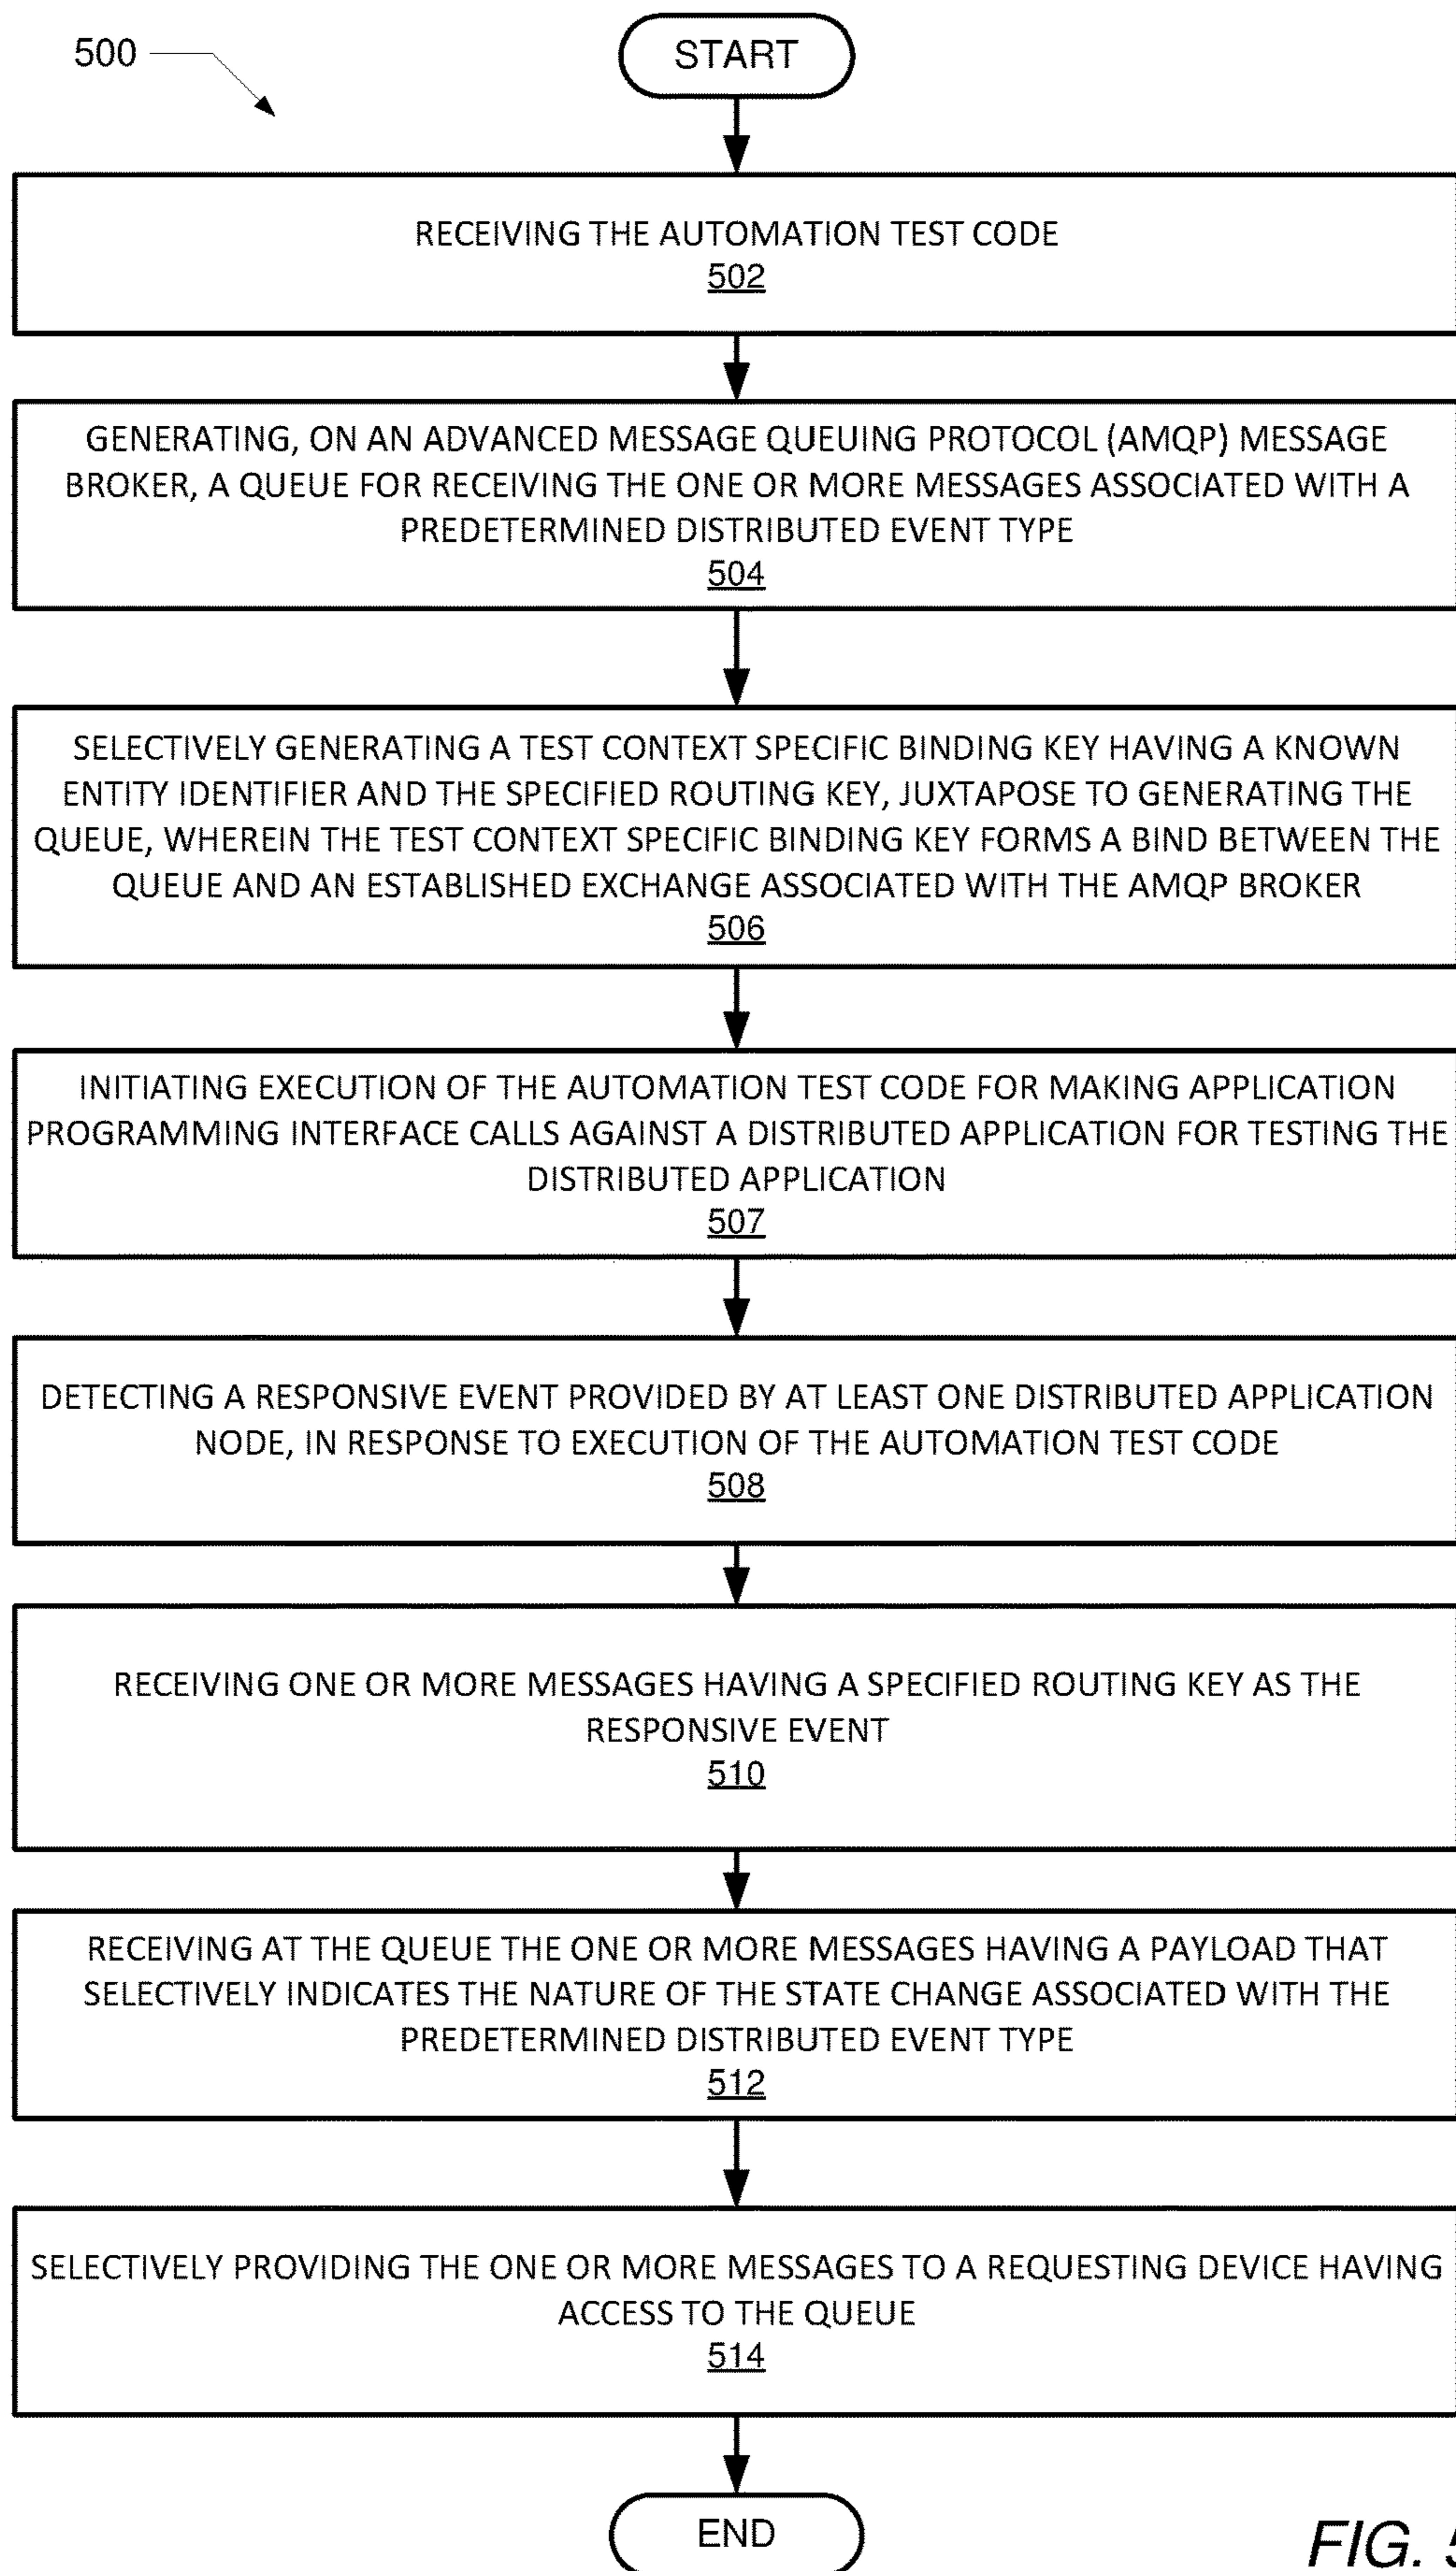 500
START
RECEIVING THE AUTOMATION TEST CODE
502
GENERATING, ON AN ADVANCED MESSAGE QUEUING PROTOCOL (AMQP) MESSAGE
BROKER, A QUEUE FOR RECEIVING THE ONE OR MORE MESSAGES ASSOCIATED WITH A
PREDETERMINED DISTRIBUTED EVENT TYPE
504
SELECTIVELY GENERATING A TEST CONTEXT SPECIFIC BINDING KEY HAVING A KNOWN
ENTITY IDENTIFIER AND THE SPECIFIED ROUTING KEY, JUXTAPOSE TO GENERATING THE
QUEUE, WHEREIN THE TEST CONTEXT SPECIFIC BINDING KEY FORMS A BIND BETWEEN THE
QUEUE AND AN ESTABLISHED EXCHANGE ASSOCIATED WITH THE AMQP BROKER
506
INITIATING EXECUTION OF THE AUTOMATION TEST CODE FOR MAKING APPLICATION
PROGRAMMING INTERFACE CALLS AGAINST A DISTRIBUTED APPLICATION FOR TESTING THE
DISTRIBUTED APPLICATION
507
DETECTING A RESPONSIVE EVENT PROVIDED BY AT LEAST ONE DISTRIBUTED APPLICATION
NODE, IN RESPONSE TO EXECUTION OF THE AUTOMATION TEST CODE
508
RECEIVING ONE OR MORE MESSAGES HAVING A SPECIFIED ROUTING KEY AS THE
RESPONSIVE EVENT
510
RECEIVING AT THE QUEUE THE ONE OR MORE MESSAGES HAVING A PAYLOAD THAT
SELECTIVELY INDICATES THE NATURE OF THE STATE CHANGE ASSOCIATED WITH THE
PREDETERMINED DISTRIBUTED EVENT TYPE
512
SELECTIVELY PROVIDING THE ONE OR MORE MESSAGES TO A REQUESTING DEVICE HAVING
ACCESS TO THE QUEUE
514
END
FIG. 5